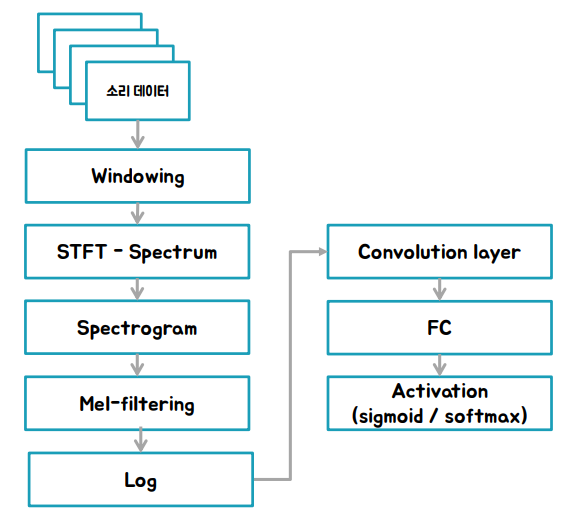 소리 데이터
Windowing
STFT - Spectrum
Spectrogram
Mel-filtering
Log
Convolution layer
FC
Activation
(sigmoid / softmax)